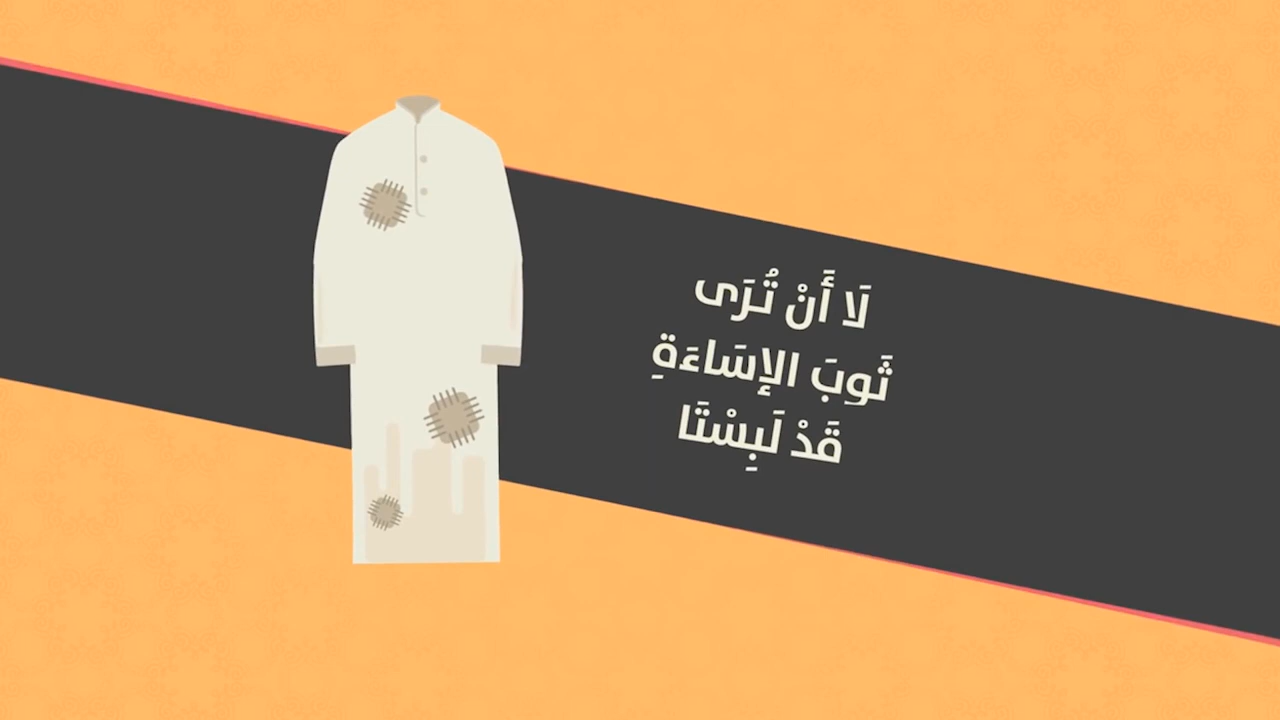 لَا أَنْ تُرَى
ثَوبَ الإسَاءَةِ
قَدْ لَبِسْتَا